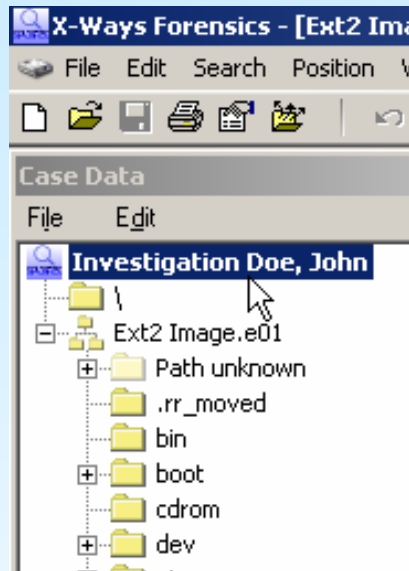 X-Ways Forensics - [Ext2 Ima
File Edit Search Position
Case Data
File Edit
Investigation Doe, John
\
Ext2 Image.e01
Path unknown
.rr_moved
bin
boot
cdrom
dev